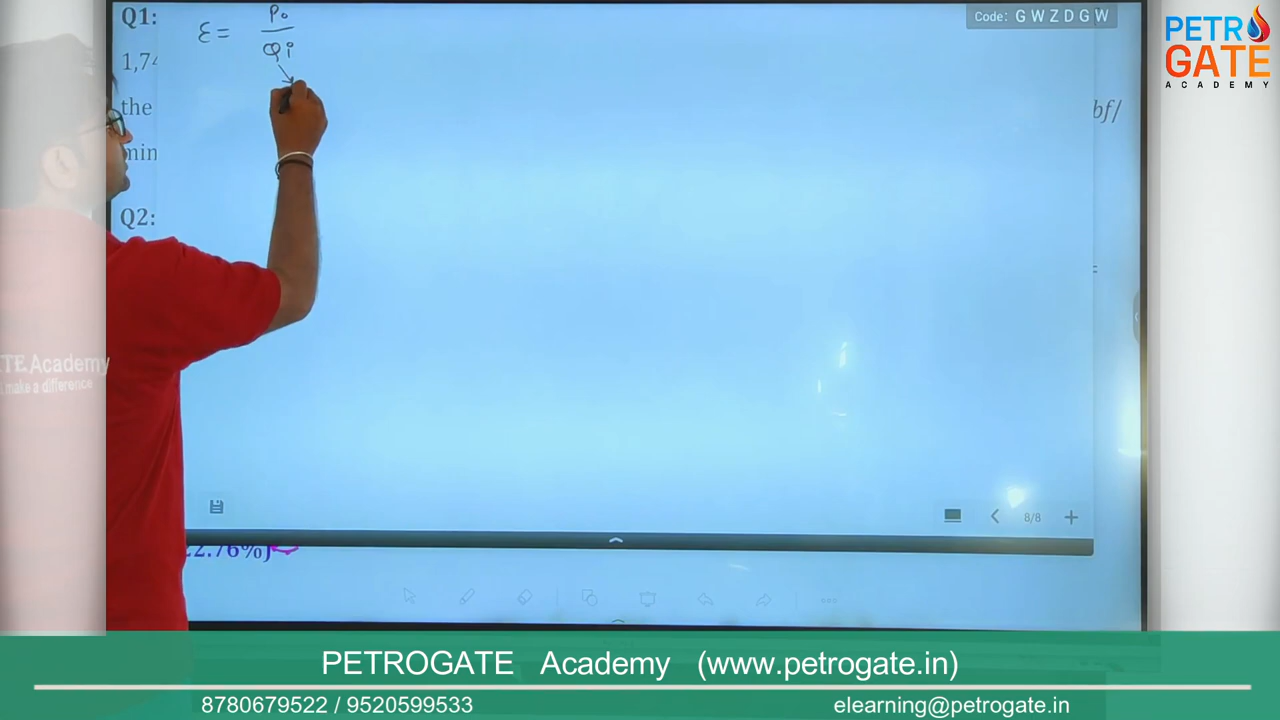 Q1:
ε = P₀ / Qi
Code: G W Z D G W
PETRO
GATE
ACADEMY
1,74
the
bf/
min
Q2:
=
TE Academy
make a difference
8/8
22.76%)
PETROGATE Academy (www.petrogate.in)
8780679522 / 9520599533
elearning@petrogate.in